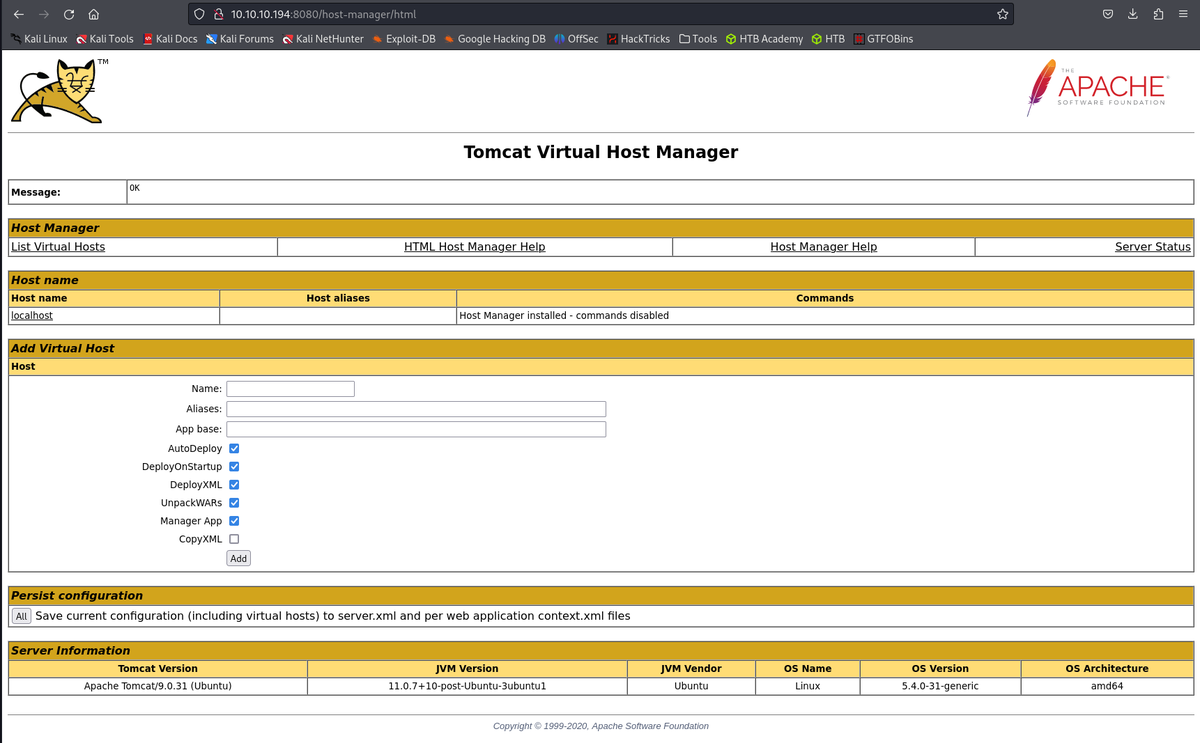 10.10.10.194:8080/host-manager/html
Kali Linux Kali Tools Kali Docs Kali Forums Kali NetHunter Exploit-DB Google Hacking DB OffSec HackTricks Tools HTB Academy HTB GTFOBins
TM
THE
APACHE
SOFTWARE FOUNDATION
Tomcat Virtual Host Manager
Message: OK
Host Manager
List Virtual Hosts HTML Host Manager Help Host Manager Help Server Status
Host name
Host name Host aliases Commands
localhost Host Manager installed - commands disabled
Add Virtual Host
Host
Name:
Aliases:
App base:
AutoDeploy
DeployOnStartup
DeployXML
UnpackWARs
Manager App
CopyXML
Add
Persist configuration
All Save current configuration (including virtual hosts) to server.xml and per web application context.xml files
Server Information
Tomcat Version JVM Version JVM Vendor OS Name OS Version OS Architecture
Apache Tomcat/9.0.31 (Ubuntu) 11.0.7+10-post-Ubuntu-3ubuntu1 Ubuntu Linux 5.4.0-31-generic amd64
Copyright © 1999-2020, Apache Software Foundation